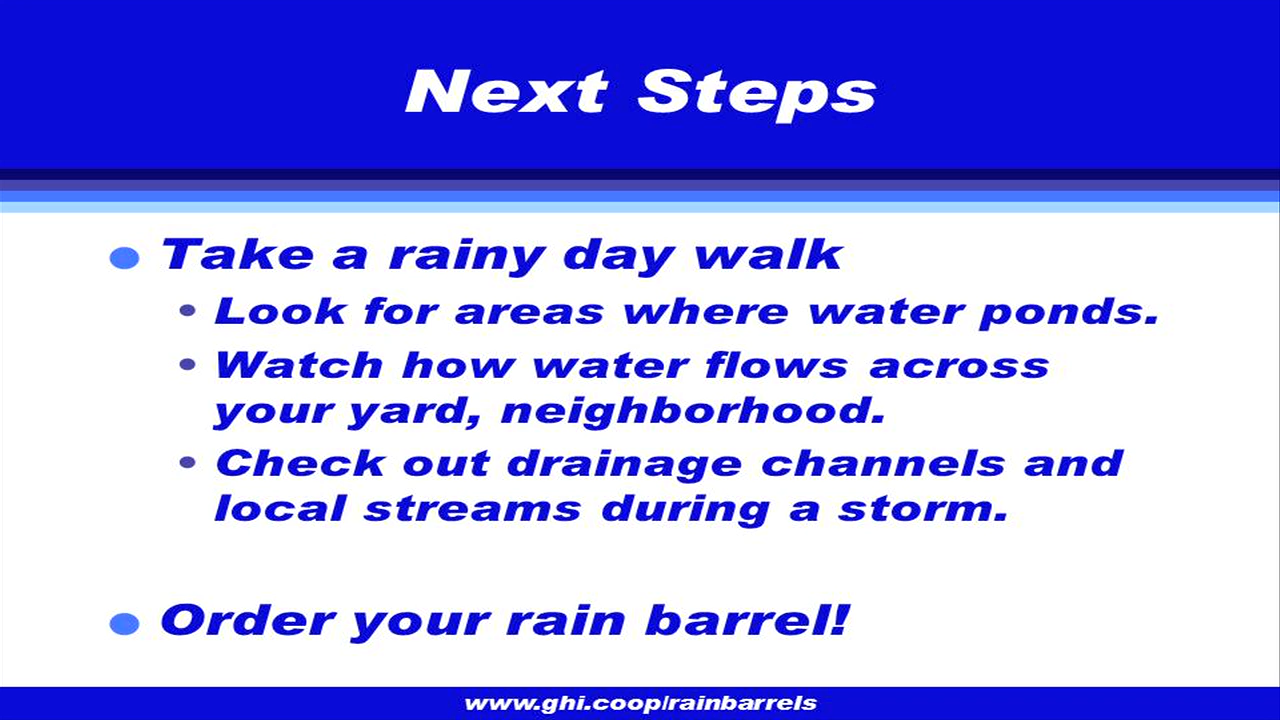 Next Steps
Take a rainy day walk
Look for areas where water ponds.
Watch how water flows across
your yard, neighborhood.
Check out drainage channels and
local streams during a storm.
Order your rain barrel!
www.ghi.coop/rainbarrels